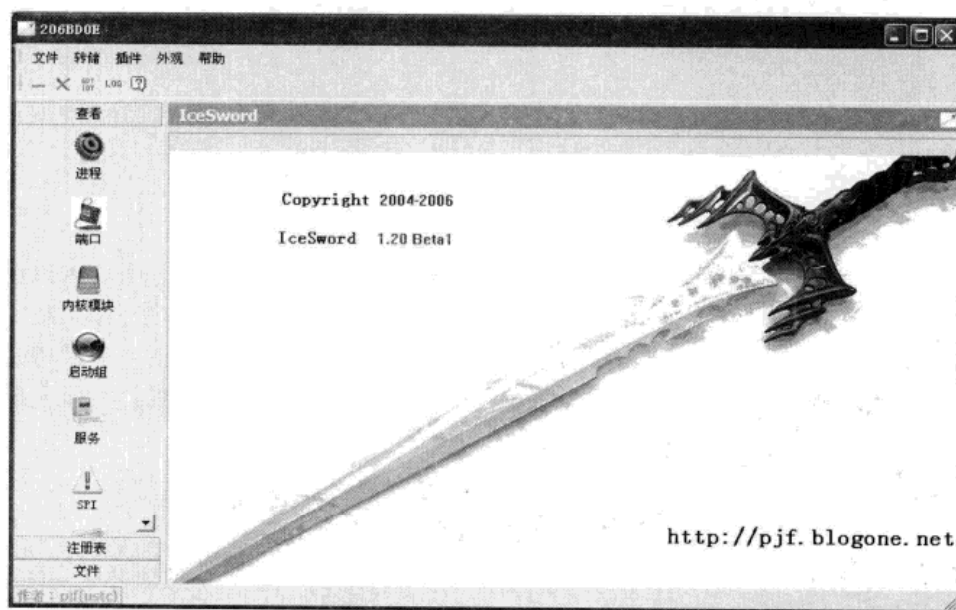 206BD0E
文件 转储 插件 外观 帮助
LOG
查看
IceSword
进程
端口
内核模块
启动组
服务
SPI
注册表
文件
Copyright 2004-2006
IceSword 1.20 Beta1
http://pjf.blogone.net
作者：pjf(ustc)